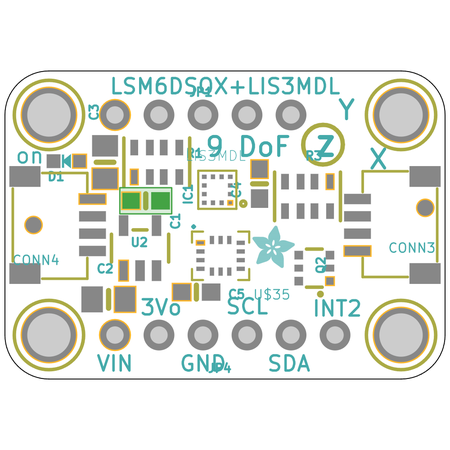 LSM6DSOX+LIS3MDL
JP1
C3
Y
9 DoF Z
R1
LIS3MDL
R3
X
on
D1
IC1
C4
C1
U2
CONN3
CONN4
C2
Q2
C5
U$35
3Vo
SCL
INT2
VIN
GND
JP4
SDA